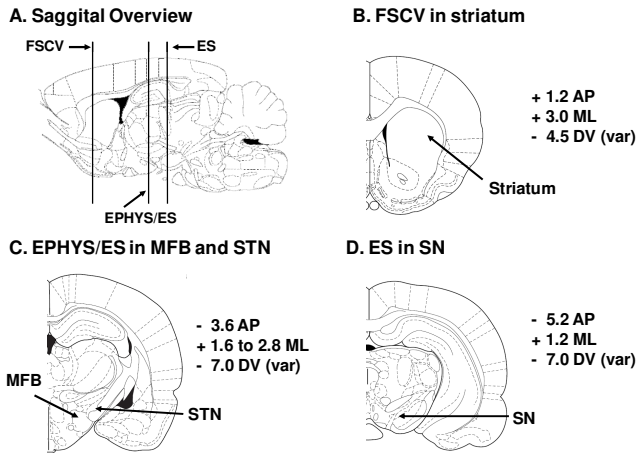 A. Saggital Overview
FSCV
ES
EPHYS/ES
B. FSCV in striatum
+ 1.2 AP
+ 3.0 ML
- 4.5 DV (var)
Striatum
C. EPHYS/ES in MFB and STN
- 3.6 AP
+ 1.6 to 2.8 ML
- 7.0 DV (var)
MFB
STN
D. ES in SN
- 5.2 AP
+ 1.2 ML
- 7.0 DV (var)
SN